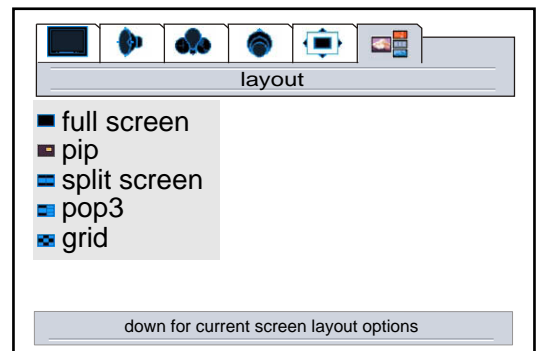 layout
full screen
pip
split screen
pop3
grid
down for current screen layout options